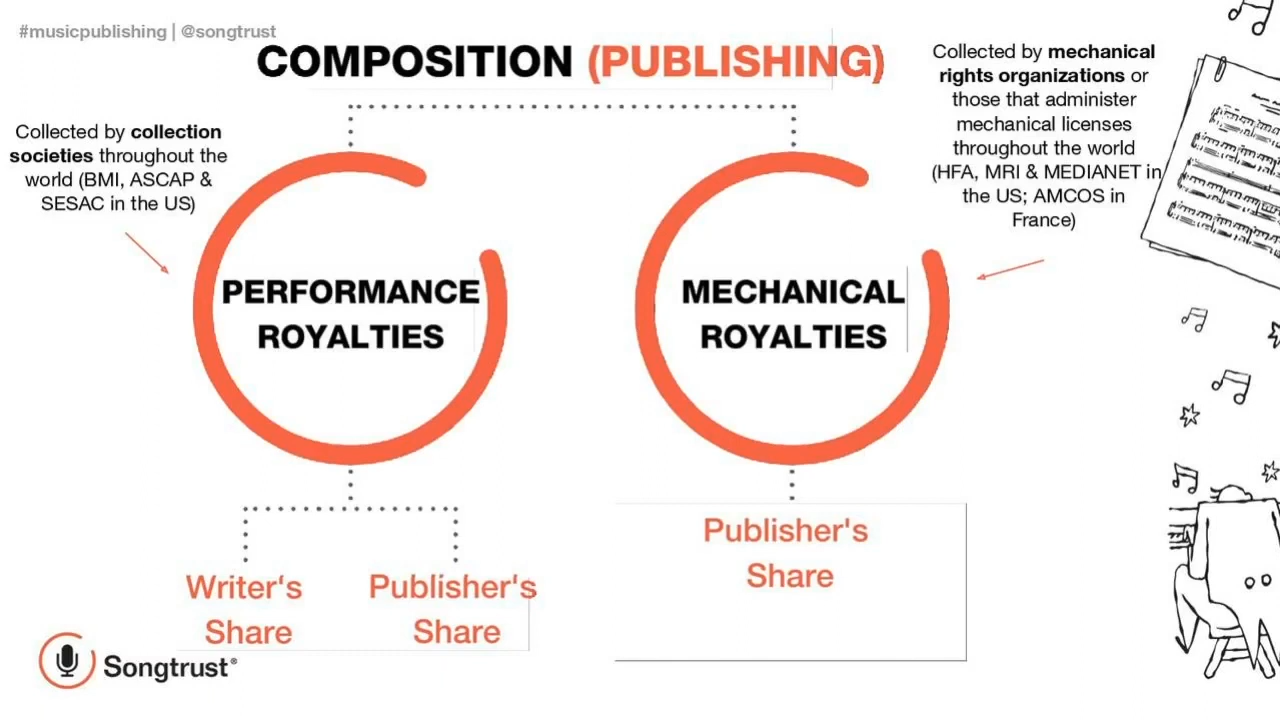 #musicpublishing | @songtrust
COMPOSITION (PUBLISHING)
Collected by collection
societies throughout the
world (BMI, ASCAP &
SESAC in the US)
Collected by mechanical
rights organizations or
those that administer
mechanical licenses
throughout the world
(HFA, MRI & MEDIANET in
the US; AMCOS in
France)
PERFORMANCE
ROYALTIES
MECHANICAL
ROYALTIES
Writer's
Share
Publisher's
Share
Publisher's
Share
Songtrust®